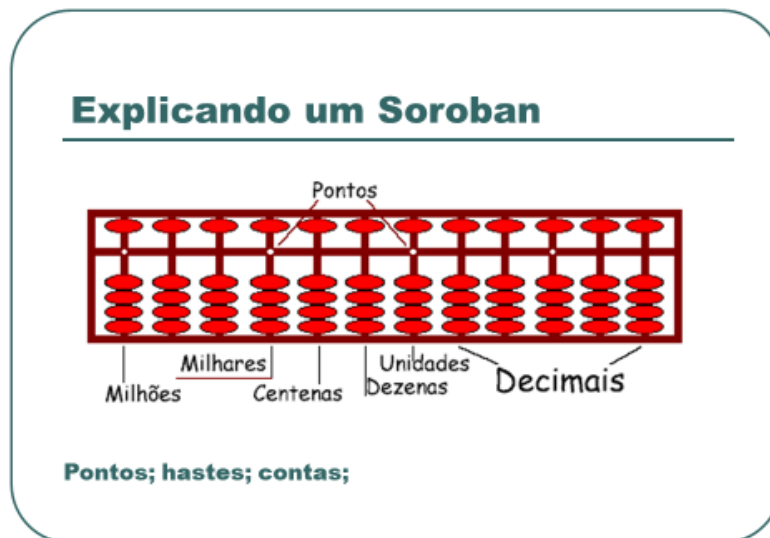 Explicando um Soroban
Pontos
Milhões
Milhares
Centenas
Unidades
Dezenas
Decimais
Pontos; hastes; contas;